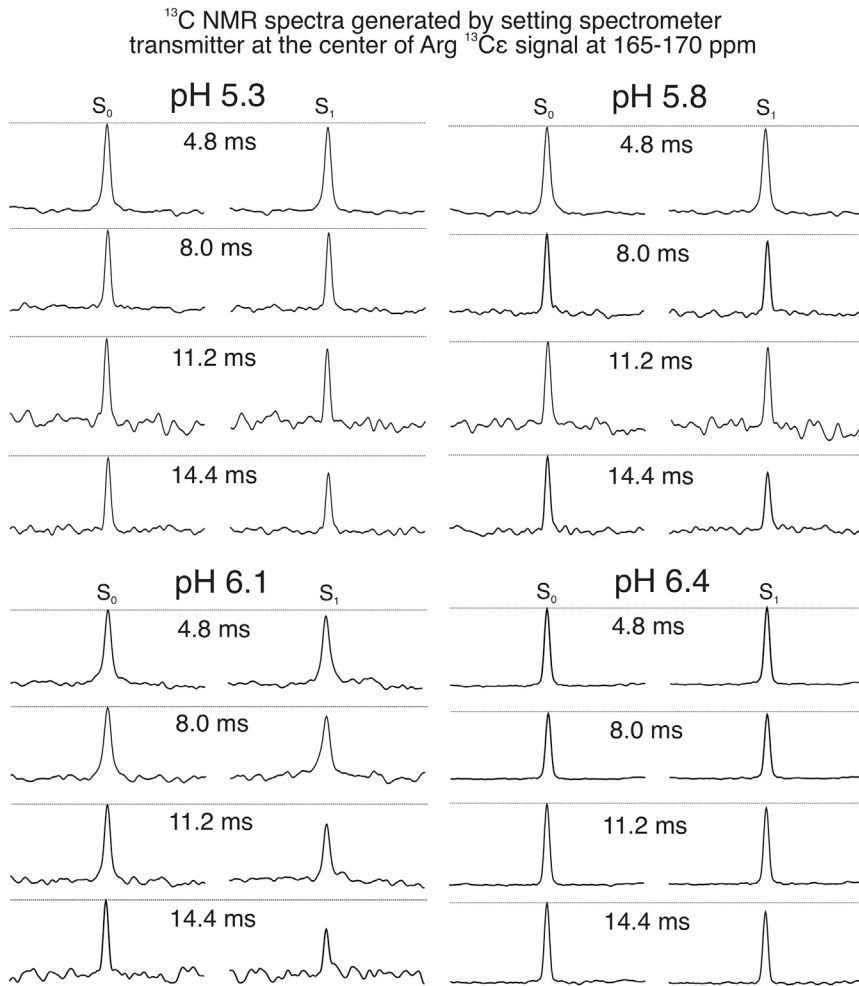 ¹³C NMR spectra generated by setting spectrometer
transmitter at the center of Arg ¹³Cε signal at 165-170 ppm
S₀ pH 5.3 S₁
4.8 ms
8.0 ms
11.2 ms
14.4 ms
S₀ pH 5.8 S₁
4.8 ms
8.0 ms
11.2 ms
14.4 ms
S₀ pH 6.1 S₁
4.8 ms
8.0 ms
11.2 ms
14.4 ms
S₀ pH 6.4 S₁
4.8 ms
8.0 ms
11.2 ms
14.4 ms